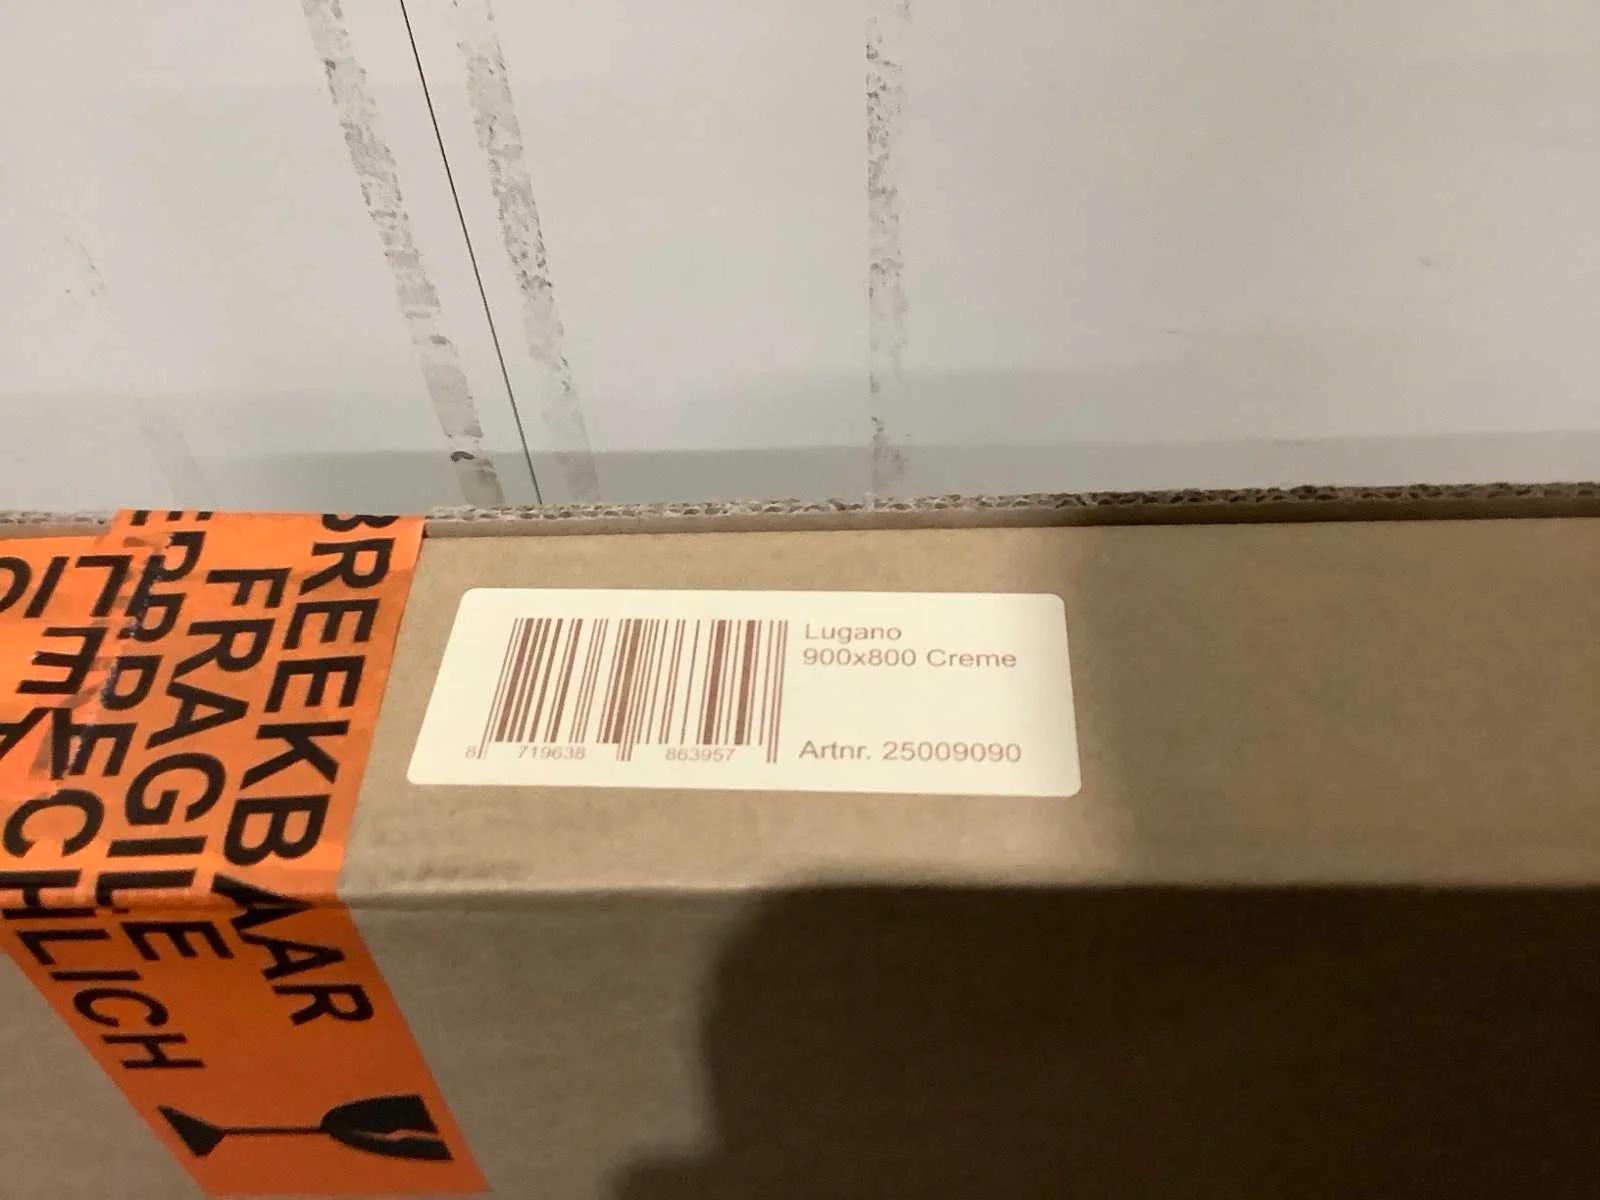 Lugano
900x800 Creme
Artnr. 25009090
8 719638 863957
BREEKBAAR
FRAGILE
ZERBRECHLICH